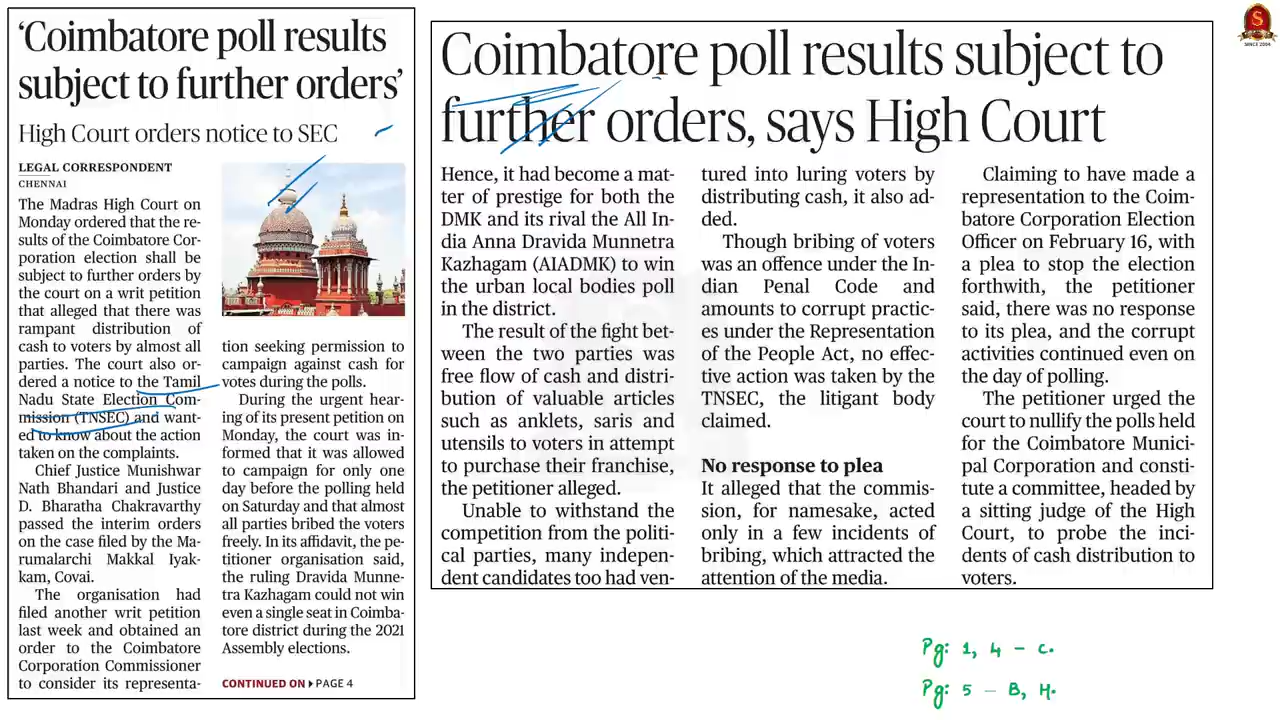 ‘Coimbatore poll results
subject to further orders’
High Court orders notice to SEC
LEGAL CORRESPONDENT
CHENNAI
The Madras High Court on
Monday ordered that the re-
sults of the Coimbatore Cor-
poration election shall be
subject to further orders by
the court on a writ petition
that alleged that there was
rampant distribution of
cash to voters by almost all
parties. The court also or-
dered a notice to the Tamil
Nadu State Election Com-
mission (TNSEC) and want-
ed to know about the action
taken on the complaints.
Chief Justice Munishwar
Nath Bhandari and Justice
D. Bharatha Chakravarthy
passed the interim orders
on the case filed by the Ma-
rumalarchi Makkal Iyak-
kam, Covai.
The organisation had
filed another writ petition
last week and obtained an
order to the Coimbatore
Corporation Commissioner
to consider its representa-
tion seeking permission to
campaign against cash for
votes during the polls.
During the urgent hear-
ing of its present petition on
Monday, the court was in-
formed that it was allowed
to campaign for only one
day before the polling held
on Saturday and that almost
all parties bribed the voters
freely. In its affidavit, the pe-
titioner organisation said,
the ruling Dravida Munne-
tra Kazhagam could not win
even a single seat in Coimba-
tore district during the 2021
Assembly elections.
CONTINUED ON PAGE 4
Coimbatore poll results subject to
further orders, says High Court
Hence, it had become a mat-
ter of prestige for both the
DMK and its rival the All In-
dia Anna Dravida Munnetra
Kazhagam (AIADMK) to win
the urban local bodies poll
in the district.
The result of the fight bet-
ween the two parties was
free flow of cash and distri-
bution of valuable articles
such as anklets, saris and
utensils to voters in attempt
to purchase their franchise,
the petitioner alleged.
Unable to withstand the
competition from the politi-
cal parties, many indepen-
dent candidates too had ven-
tured into luring voters by
distributing cash, it also ad-
ded.
Though bribing of voters
was an offence under the In-
dian Penal Code and
amounts to corrupt practic-
es under the Representation
of the People Act, no effec-
tive action was taken by the
TNSEC, the litigant body
claimed.
No response to plea
It alleged that the commis-
sion, for namesake, acted
only in a few incidents of
bribing, which attracted the
attention of the media.
Claiming to have made a
representation to the Coim-
batore Corporation Election
Officer on February 16, with
a plea to stop the election
forthwith, the petitioner
said, there was no response
to its plea, and the corrupt
activities continued even on
the day of polling.
The petitioner urged the
court to nullify the polls held
for the Coimbatore Munici-
pal Corporation and consti-
tute a committee, headed by
a sitting judge of the High
Court, to probe the inci-
dents of cash distribution to
voters.
Pg: 1, 4 – C.
Pg: 5 – B, H.
S
SINCE 2004